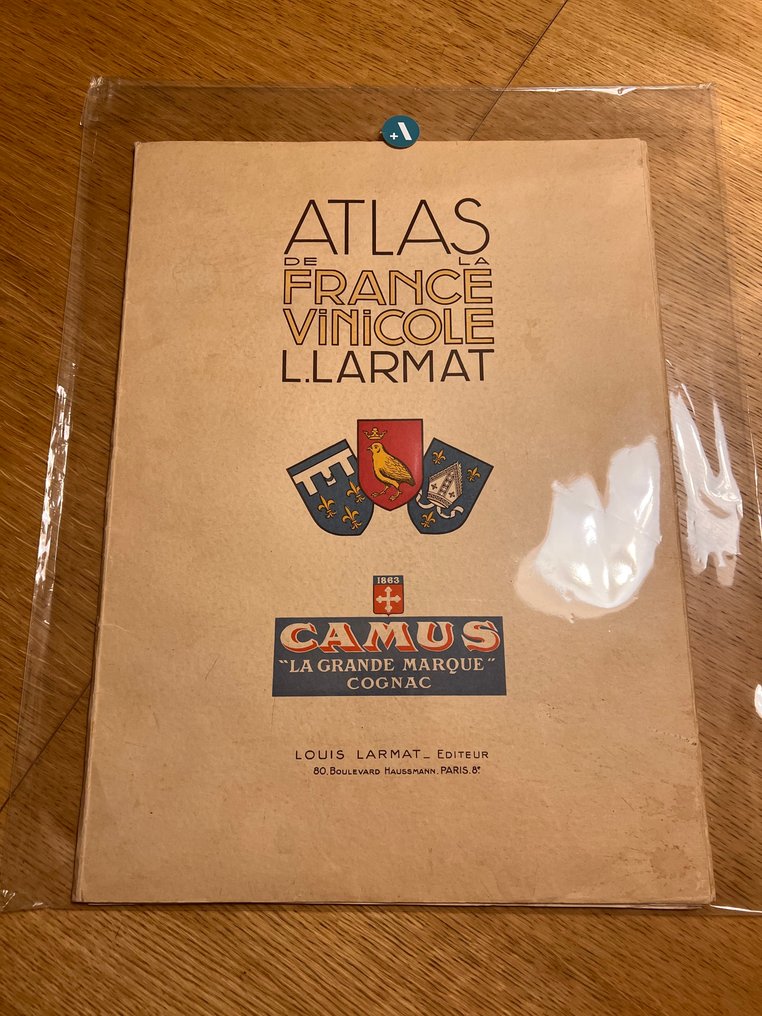 +A
ATLAS
DE LA
FRANCE
ViNiCOLE
L.LARMAT
1863
CAMUS
"LA GRANDE MARQUE"
COGNAC
LOUIS LARMAT_ EDITEUR
80, BOULEVARD HAUSSMANN. PARIS. 8e